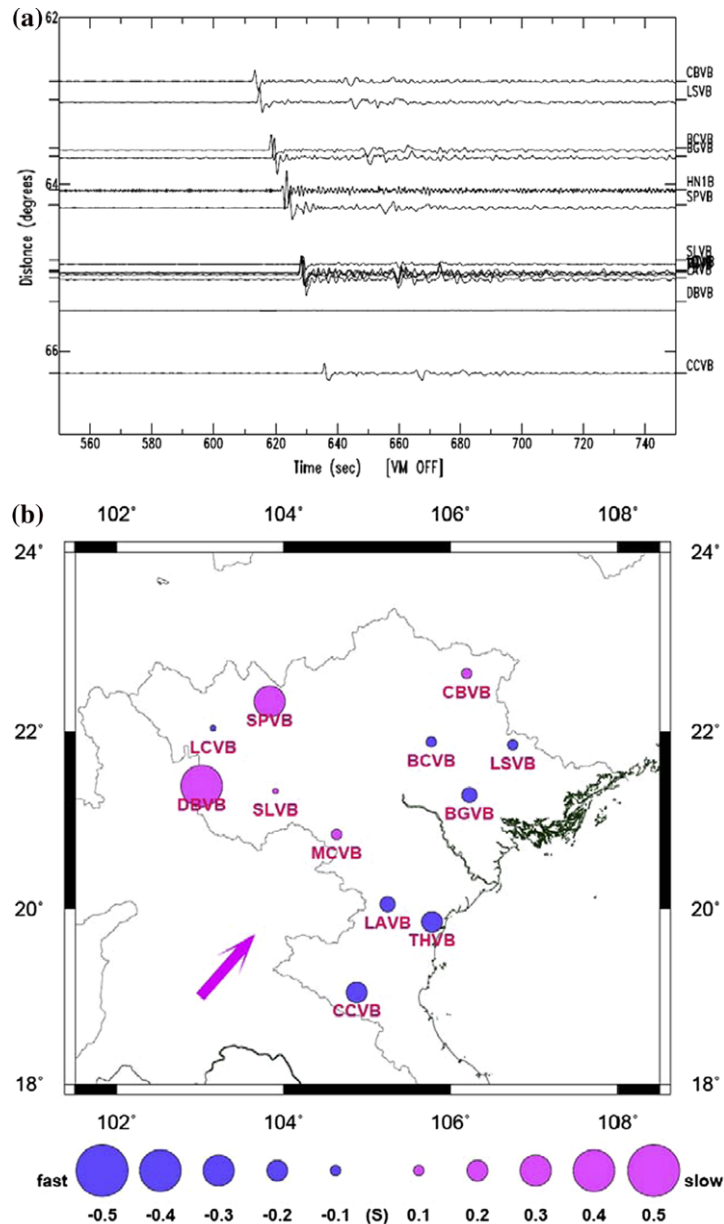 (a)
62
64
66
Distance (degrees)
CBVB
LSVB
BCVB
BGVB
HN1B
SPVB
SLVB
DBVB
CCVB
560 580 600 620 640 660 680 700 720 740
Time (sec) [VM OFF]
(b)
102° 104° 106° 108°
24° 24°
CBVB
SPVB
22° 22°
LCVB
BCVB
LSVB
DBVB
SLVB
BGVB
MCVB
20° 20°
LAVB
THVB
CCVB
18° 18°
102° 104° 106° 108°
fast slow
-0.5 -0.4 -0.3 -0.2 -0.1 (S) 0.1 0.2 0.3 0.4 0.5